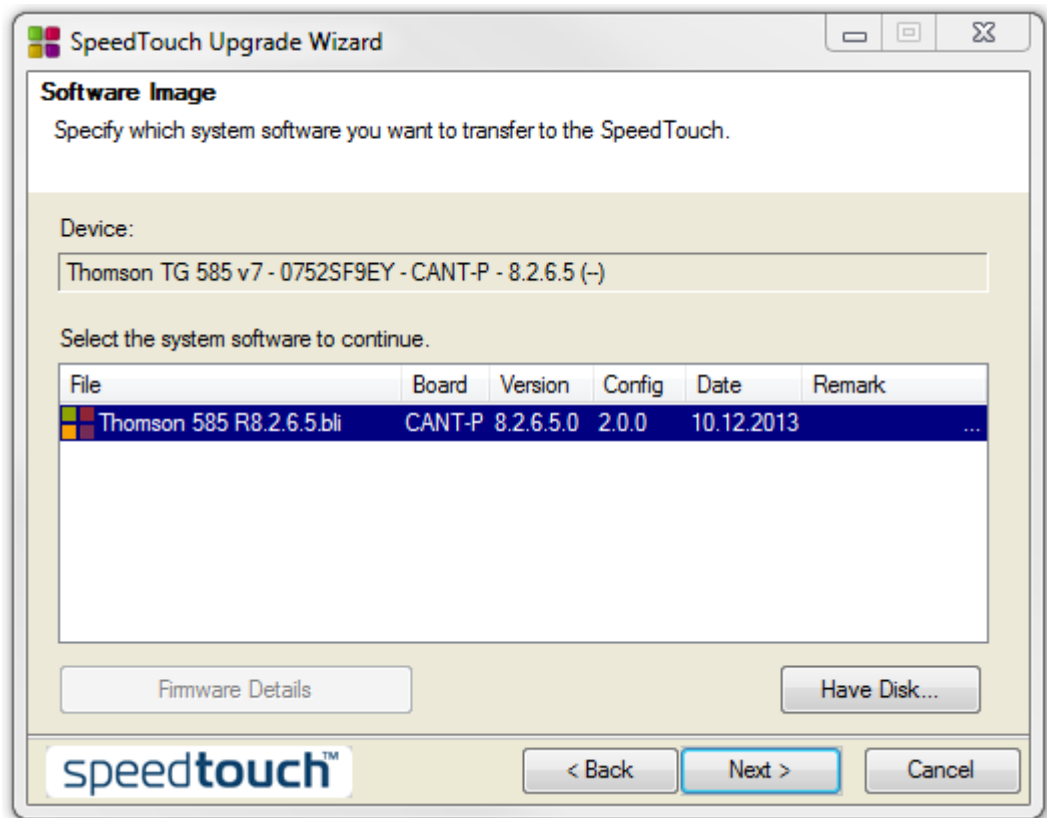 SpeedTouch Upgrade Wizard
Software Image
Specify which system software you want to transfer to the SpeedTouch.
Device:
Thomson TG 585 v7 - 0752SF9EY - CANT-P - 8.2.6.5 (--)
Select the system software to continue.
File Board Version Config Date Remark
Thomson 585 R8.2.6.5.bli CANT-P 8.2.6.5.0 2.0.0 10.12.2013 ...
Firmware Details Have Disk...
speedtouch™ < Back Next > Cancel